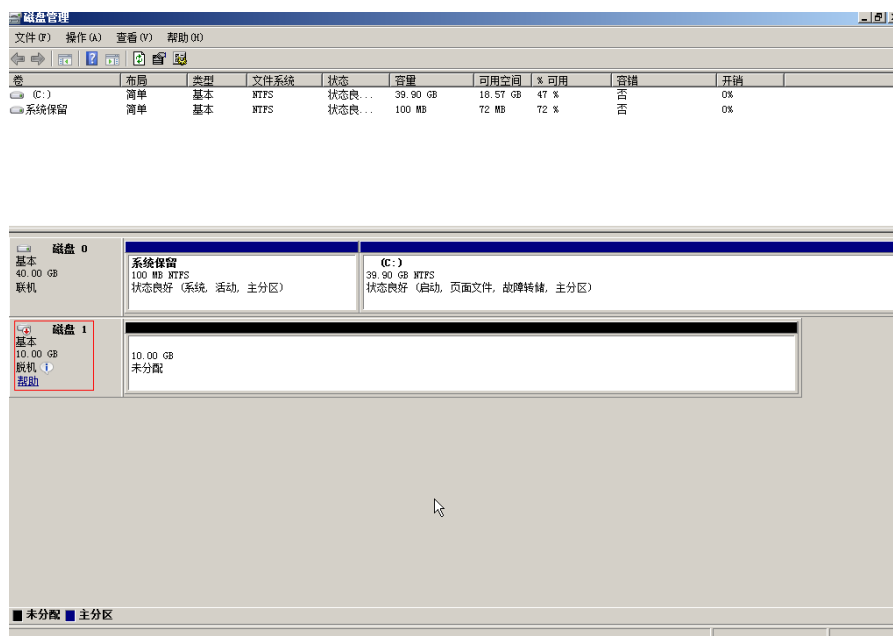 磁盘管理
文件(F) 操作(A) 查看(V) 帮助(H)
卷 布局 类型 文件系统 状态 容量 可用空间 % 可用 容错 开销
(C:) 简单 基本 NTFS 状态良... 39.90 GB 18.57 GB 47 % 否 0%
系统保留 简单 基本 NTFS 状态良... 100 MB 72 MB 72 % 否 0%
磁盘 0
基本
40.00 GB
联机
系统保留
100 MB NTFS
状态良好 (系统, 活动, 主分区)
(C:)
39.90 GB NTFS
状态良好 (启动, 页面文件, 故障转储, 主分区)
磁盘 1
基本
10.00 GB
脱机
帮助
10.00 GB
未分配
未分配 主分区